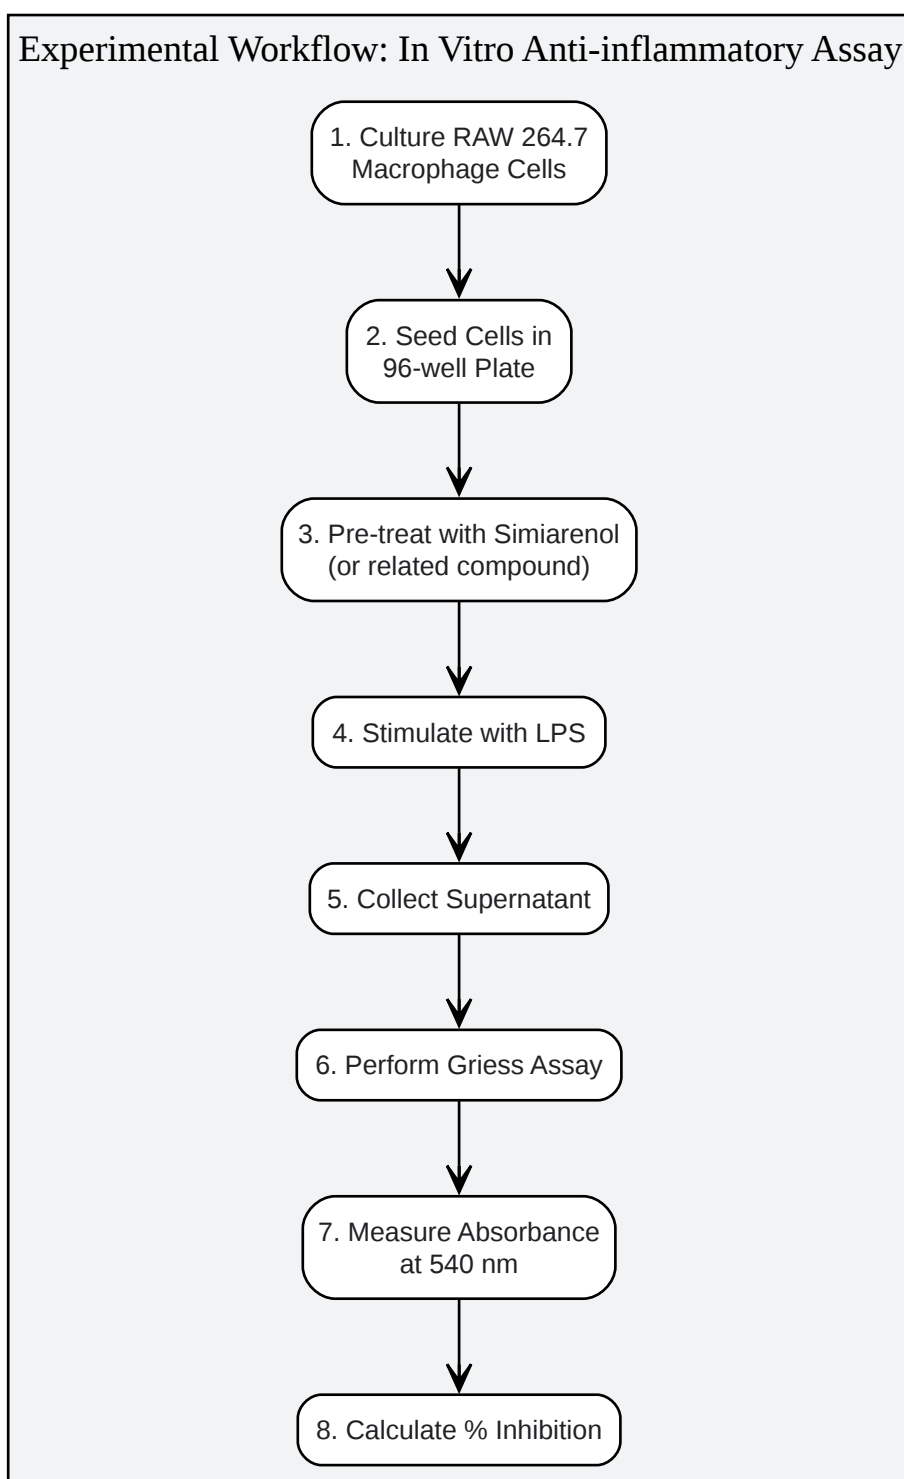 Experimental Workflow: In Vitro Anti-inflammatory Assay
1. Culture RAW 264.7
Macrophage Cells
2. Seed Cells in
96-well Plate
3. Pre-treat with Simiarenol
(or related compound)
4. Stimulate with LPS
5. Collect Supernatant
6. Perform Griess Assay
7. Measure Absorbance
at 540 nm
8. Calculate % Inhibition